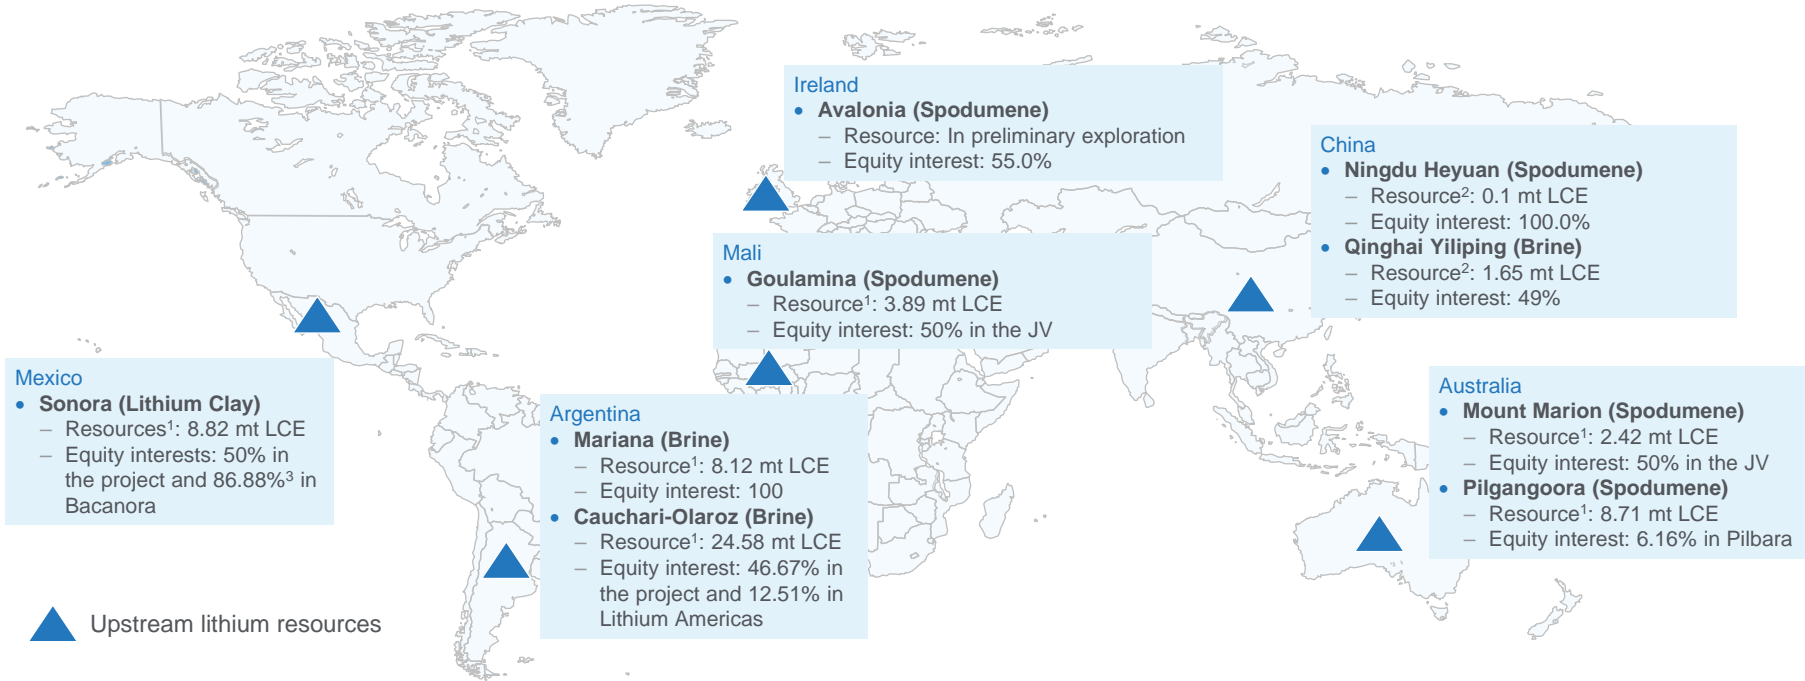 Ireland
• Avalonia (Spodumene)
– Resource: In preliminary exploration
– Equity interest: 55.0%
China
• Ningdu Heyuan (Spodumene)
– Resource²: 0.1 mt LCE
– Equity interest: 100.0%
• Qinghai Yiliping (Brine)
– Resource²: 1.65 mt LCE
– Equity interest: 49%
Mali
• Goulamina (Spodumene)
– Resource¹: 3.89 mt LCE
– Equity interest: 50% in the JV
Mexico
• Sonora (Lithium Clay)
– Resources¹: 8.82 mt LCE
– Equity interests: 50% in
the project and 86.88%³ in
Bacanora
Argentina
• Mariana (Brine)
– Resource¹: 8.12 mt LCE
– Equity interest: 100
• Cauchari-Olaroz (Brine)
– Resource¹: 24.58 mt LCE
– Equity interest: 46.67% in
the project and 12.51% in
Lithium Americas
Australia
• Mount Marion (Spodumene)
– Resource¹: 2.42 mt LCE
– Equity interest: 50% in the JV
• Pilgangoora (Spodumene)
– Resource¹: 8.71 mt LCE
– Equity interest: 6.16% in Pilbara
Upstream lithium resources